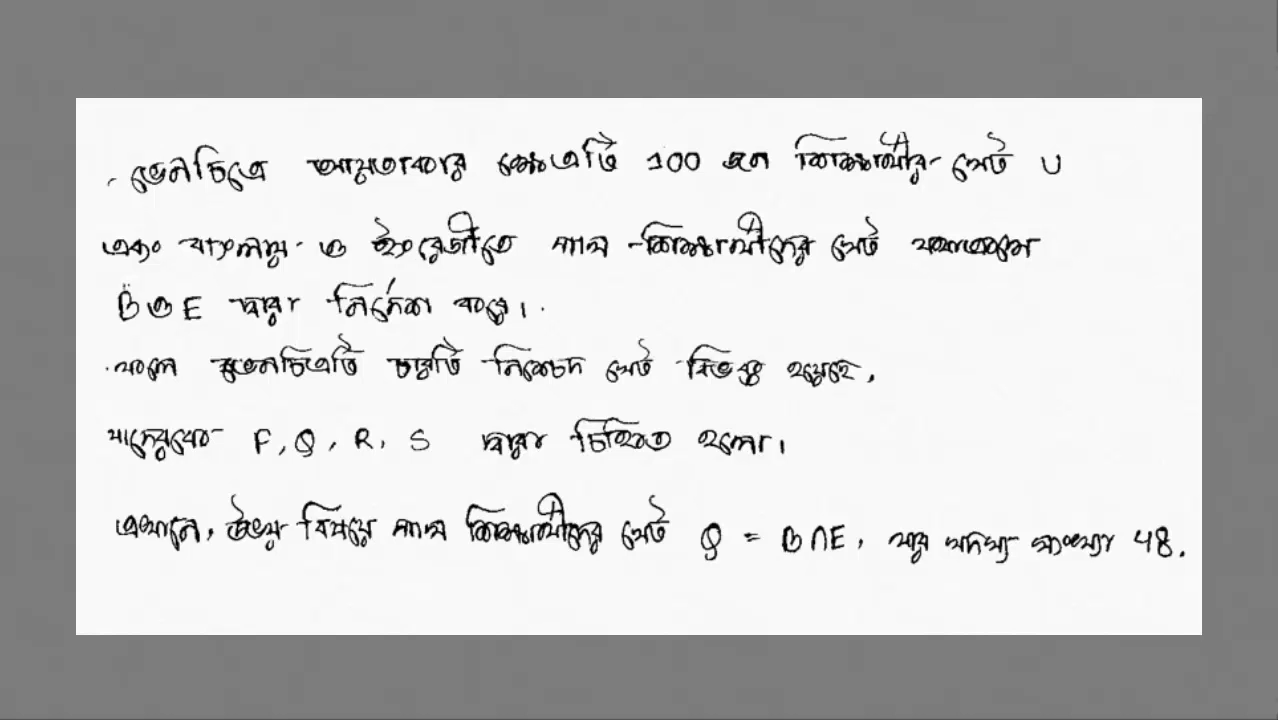 ভেনচিত্রে আয়তাকার ক্ষেত্রটি 100 জন শিক্ষার্থীর সেট U
এবং বাংলায় ও ইংরেজীতে পাশ শিক্ষার্থীদের সেট যথাক্রমে
B ও E দ্বারা নির্দেশ করে।
ফলে ভেনচিত্রটি চারটি নিশ্ছেদ সেটে বিভক্ত হয়েছে,
যাদেরকে P, Q, R, S দ্বারা চিহ্নিত হলো।
এখানে, উভয় বিষয়ে পাশ শিক্ষার্থীদের সেট Q = B∩E, যার সদস্য সংখ্যা 48.